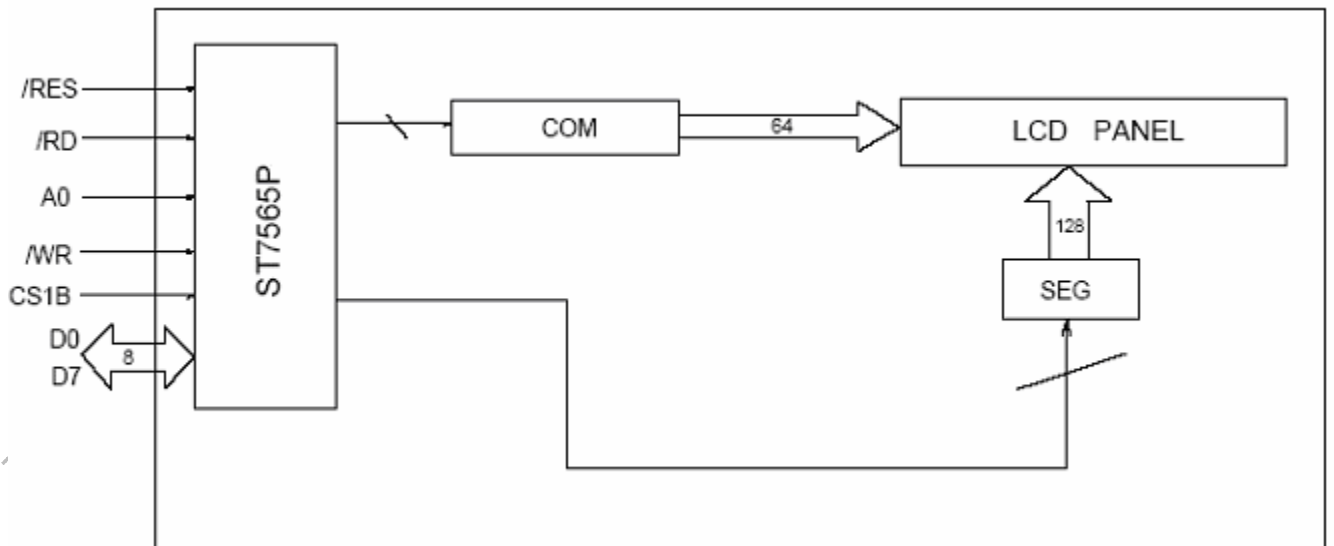 /RES
/RD
A0
/WR
CS1B
D0
D7
8
ST7565P
COM
64
LCD PANEL
128
SEG